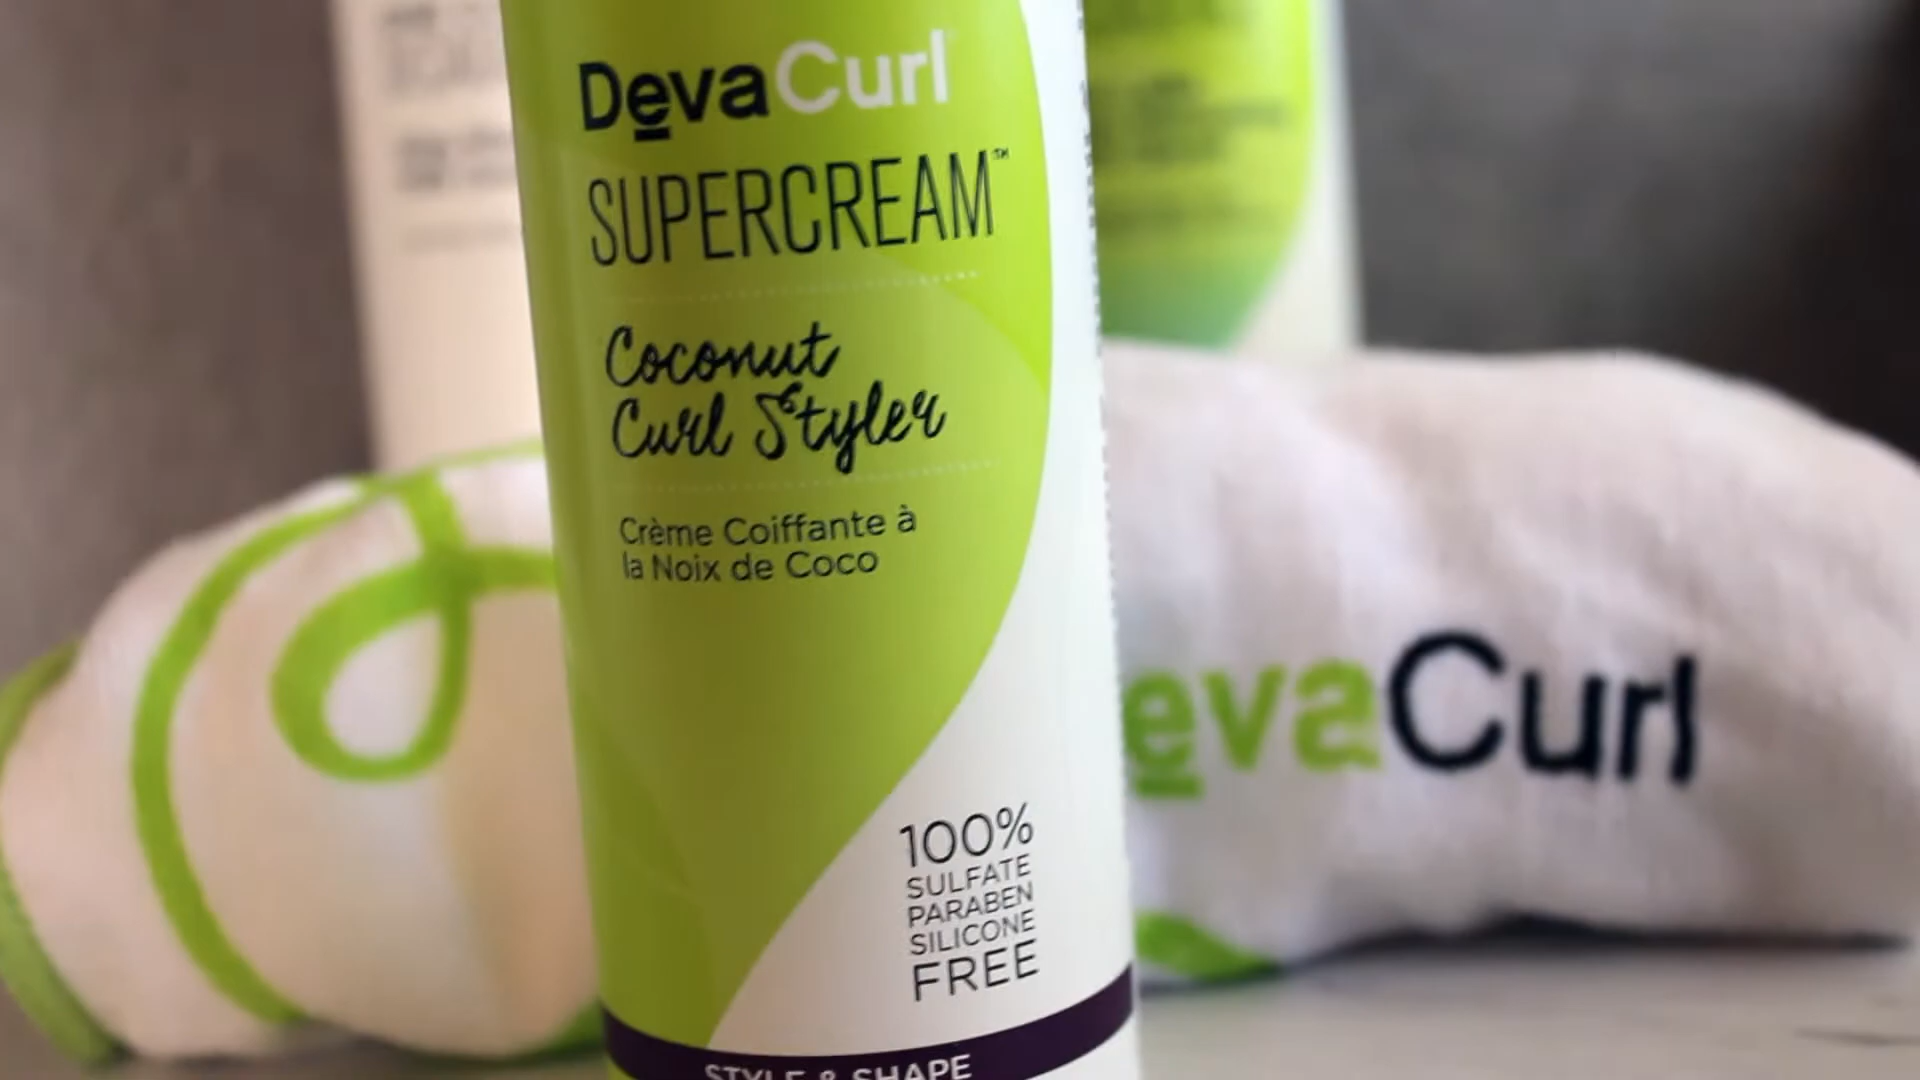 DevaCurl
SUPERCREAM™
Coconut
Curl Styler
Crème Coiffante à
la Noix de Coco
100%
SULFATE
PARABEN
SILICONE
FREE
STYLE & SHAPE
evaCurl